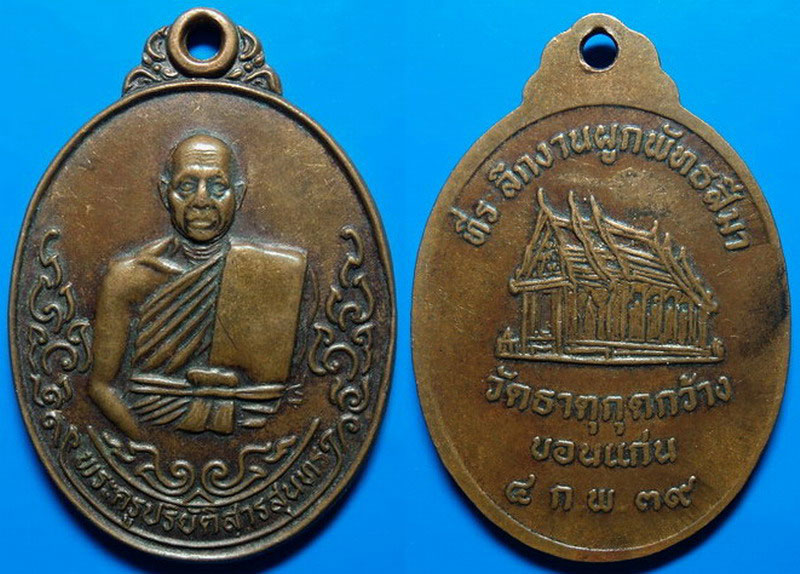 พระครูปริยัติสารสุนทร
ที่ร ลึกงานผูกพัทธสีมา
วัดธาตุกุดกว้าง
ขอนแก่น
๔ ก พ ๓๙